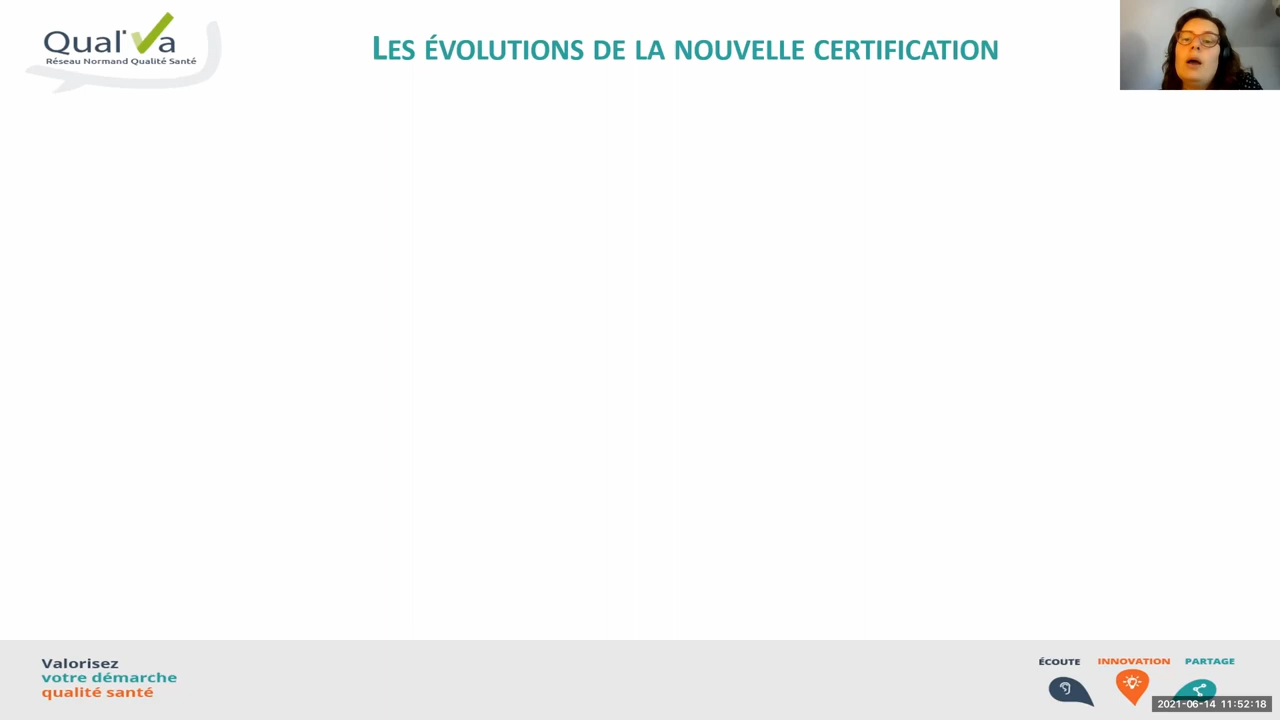 Qual'Va
Réseau Normand Qualité Santé
LES ÉVOLUTIONS DE LA NOUVELLE CERTIFICATION
Valorisez
votre démarche
qualité santé
ÉCOUTE INNOVATION PARTAGE
2021-06-14 11:52:18